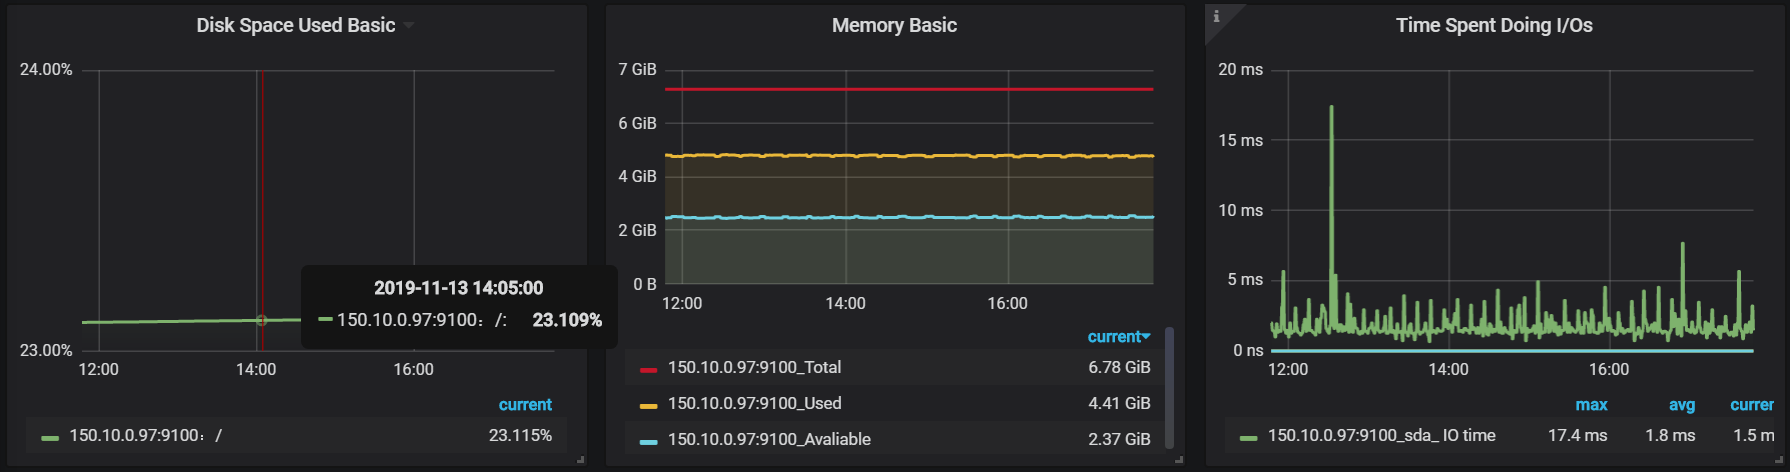 Disk Space Used Basic
24.00%
23.00%
12:00
14:00
16:00
2019-11-13 14:05:00
150.10.0.97:9100：/: 23.109%
current
150.10.0.97:9100：/ 23.115%
Memory Basic
7 GiB
6 GiB
4 GiB
2 GiB
0 B
12:00
14:00
16:00
current
150.10.0.97:9100_Total 6.78 GiB
150.10.0.97:9100_Used 4.41 GiB
150.10.0.97:9100_Avaliable 2.37 GiB
i
Time Spent Doing I/Os
20 ms
15 ms
10 ms
5 ms
0 ns
12:00
14:00
16:00
max avg curren
150.10.0.97:9100_sda_ IO time 17.4 ms 1.8 ms 1.5 m